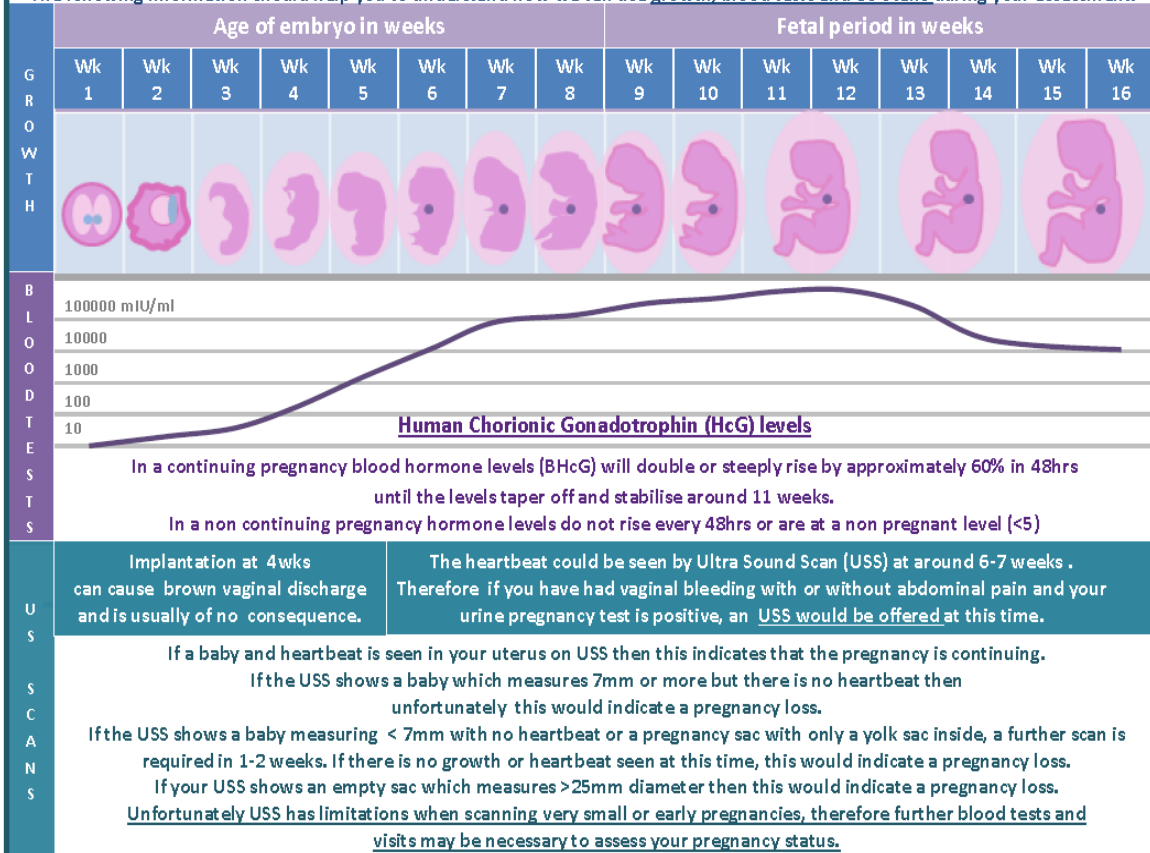 Age of embryo in weeks
Fetal period in weeks
GROWTH
Wk 1
Wk 2
Wk 3
Wk 4
Wk 5
Wk 6
Wk 7
Wk 8
Wk 9
Wk 10
Wk 11
Wk 12
Wk 13
Wk 14
Wk 15
Wk 16
BLOOD TESTS
100000 mIU/ml
10000
1000
100
10
Human Chorionic Gonadotrophin (HcG) levels
In a continuing pregnancy blood hormone levels (BHcG) will double or steeply rise by approximately 60% in 48hrs
until the levels taper off and stabilise around 11 weeks.
In a non continuing pregnancy hormone levels do not rise every 48hrs or are at a non pregnant level (<5)
US SCANS
Implantation at 4wks
can cause brown vaginal discharge
and is usually of no consequence.
The heartbeat could be seen by Ultra Sound Scan (USS) at around 6-7 weeks .
Therefore if you have had vaginal bleeding with or without abdominal pain and your
urine pregnancy test is positive, an USS would be offered at this time.
If a baby and heartbeat is seen in your uterus on USS then this indicates that the pregnancy is continuing.
If the USS shows a baby which measures 7mm or more but there is no heartbeat then
unfortunately this would indicate a pregnancy loss.
If the USS shows a baby measuring < 7mm with no heartbeat or a pregnancy sac with only a yolk sac inside, a further scan is
required in 1-2 weeks. If there is no growth or heartbeat seen at this time, this would indicate a pregnancy loss.
If your USS shows an empty sac which measures >25mm diameter then this would indicate a pregnancy loss.
Unfortunately USS has limitations when scanning very small or early pregnancies, therefore further blood tests and
visits may be necessary to assess your pregnancy status.